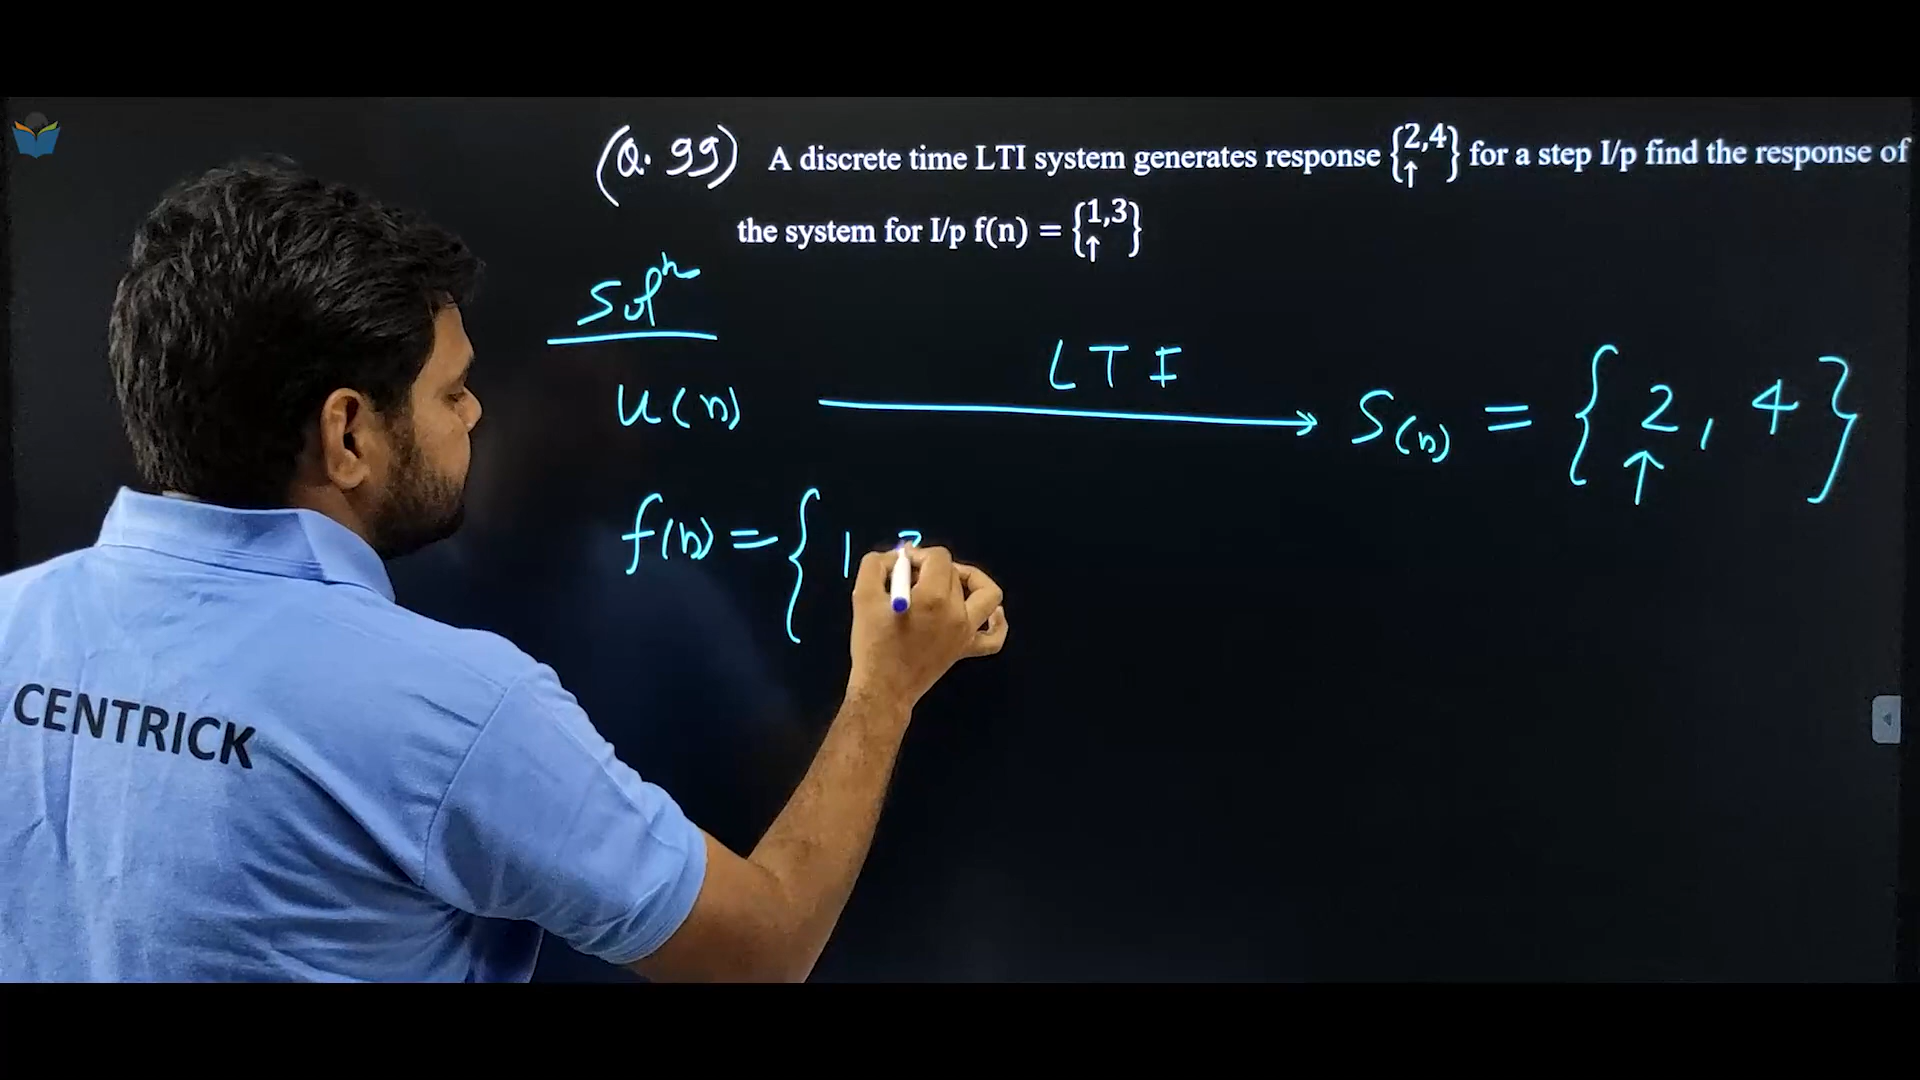 (Q. 99) A discrete time LTI system generates response {2,4} for a step I/p find the response of
↑
the system for I/p f(n) = {1,3}
↑
Solⁿ
u(n) LTI S(n) = { 2, 4 }
↑
f(n) = { 1
CENTRICK